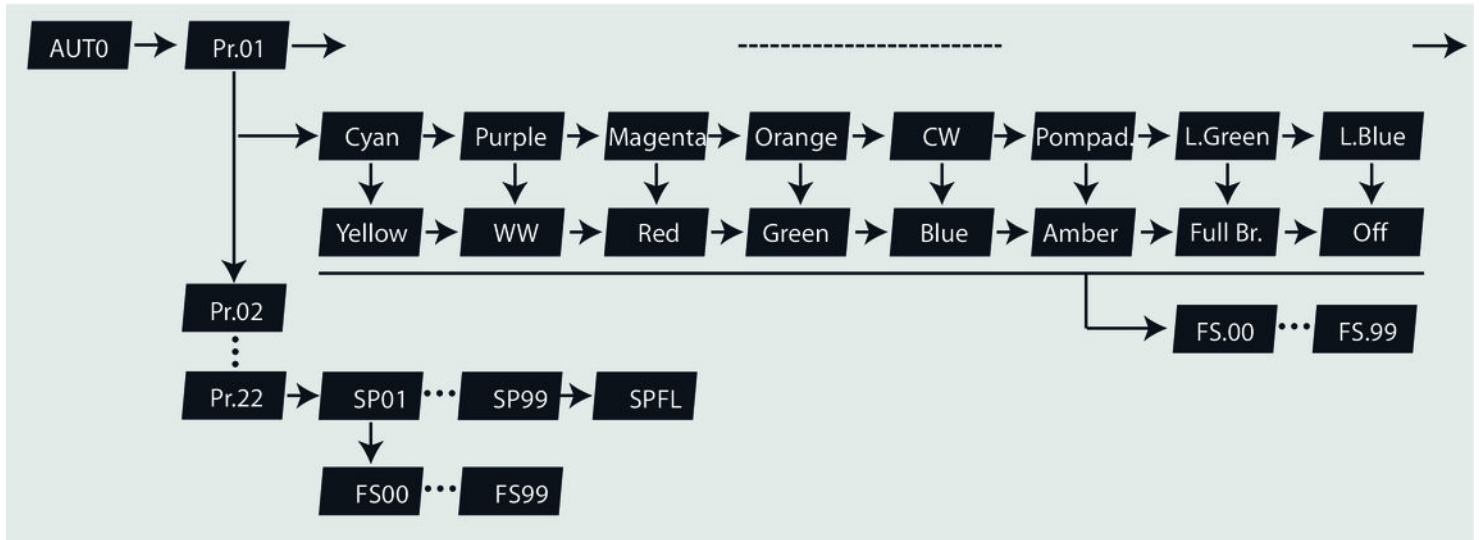 AUTO Pr.01
Cyan Purple Magenta Orange CW Pompad. L.Green L.Blue
Yellow WW Red Green Blue Amber Full Br. Off
Pr.02
FS.00 FS.99
Pr.22 SP01 SP99 SPFL
FS00 FS99